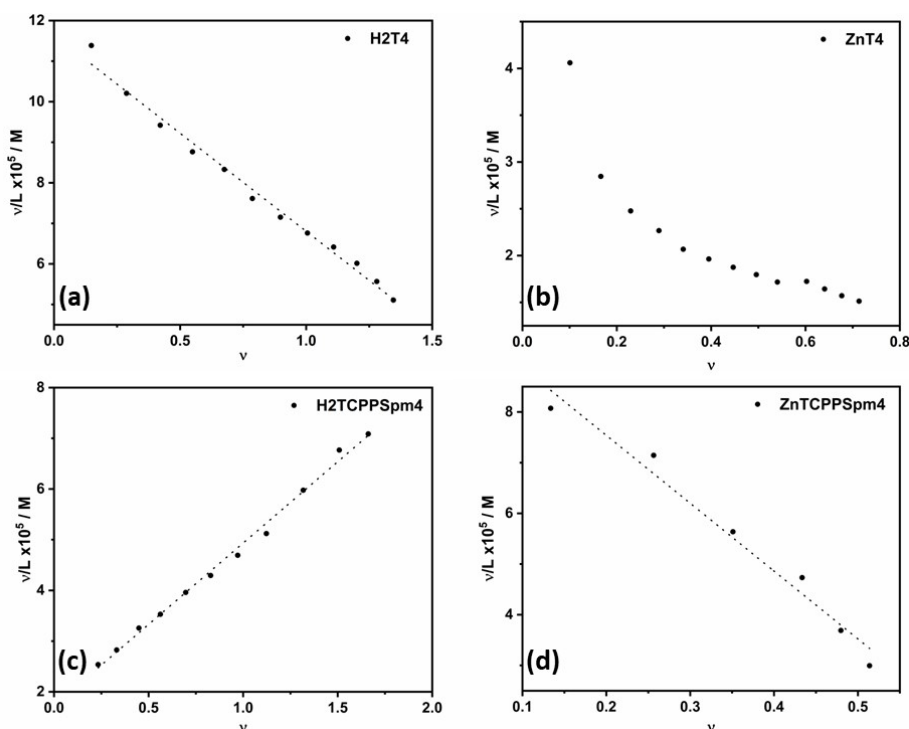 12
10
8
6
ν/L x10⁵ / M
H2T4
(a)
0.0 0.5 1.0 1.5
ν
4
3
2
ν/L x10⁵ / M
ZnT4
(b)
0.0 0.2 0.4 0.6 0.8
ν
8
6
4
2
ν/L x10⁵ / M
H2TCPPSpm4
(c)
0.0 0.5 1.0 1.5 2.0
ν
8
6
4
ν/L x10⁵ / M
ZnTCPPSpm4
(d)
0.1 0.2 0.3 0.4 0.5
ν